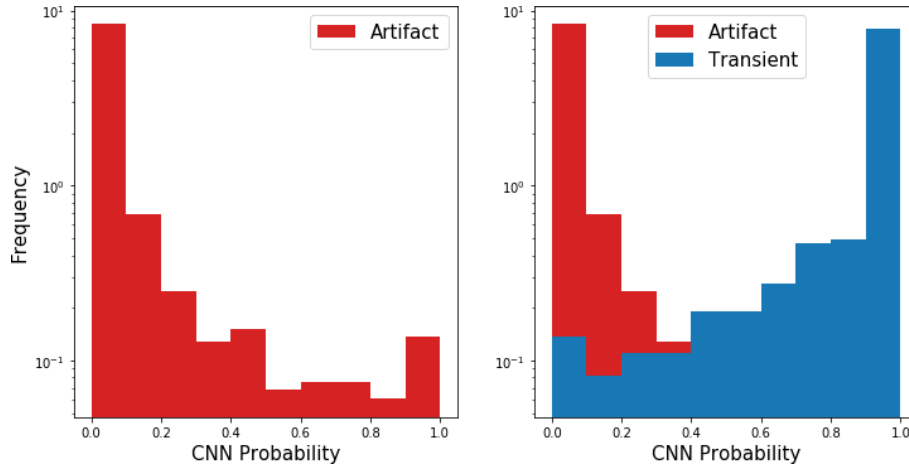 10¹
10⁰
10⁻¹
Frequency
Artifact
0.0 0.2 0.4 0.6 0.8 1.0
CNN Probability
10¹
10⁰
10⁻¹
Artifact
Transient
0.0 0.2 0.4 0.6 0.8 1.0
CNN Probability